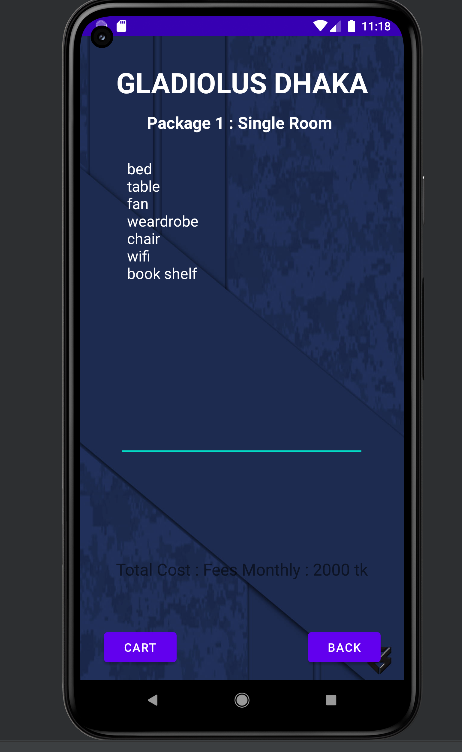 11:18
GLADIOLUS DHAKA
Package 1 : Single Room
bed
table
fan
weardrobe
chair
wifi
book shelf
Total Cost : Fees Monthly : 2000 tk
CART
BACK